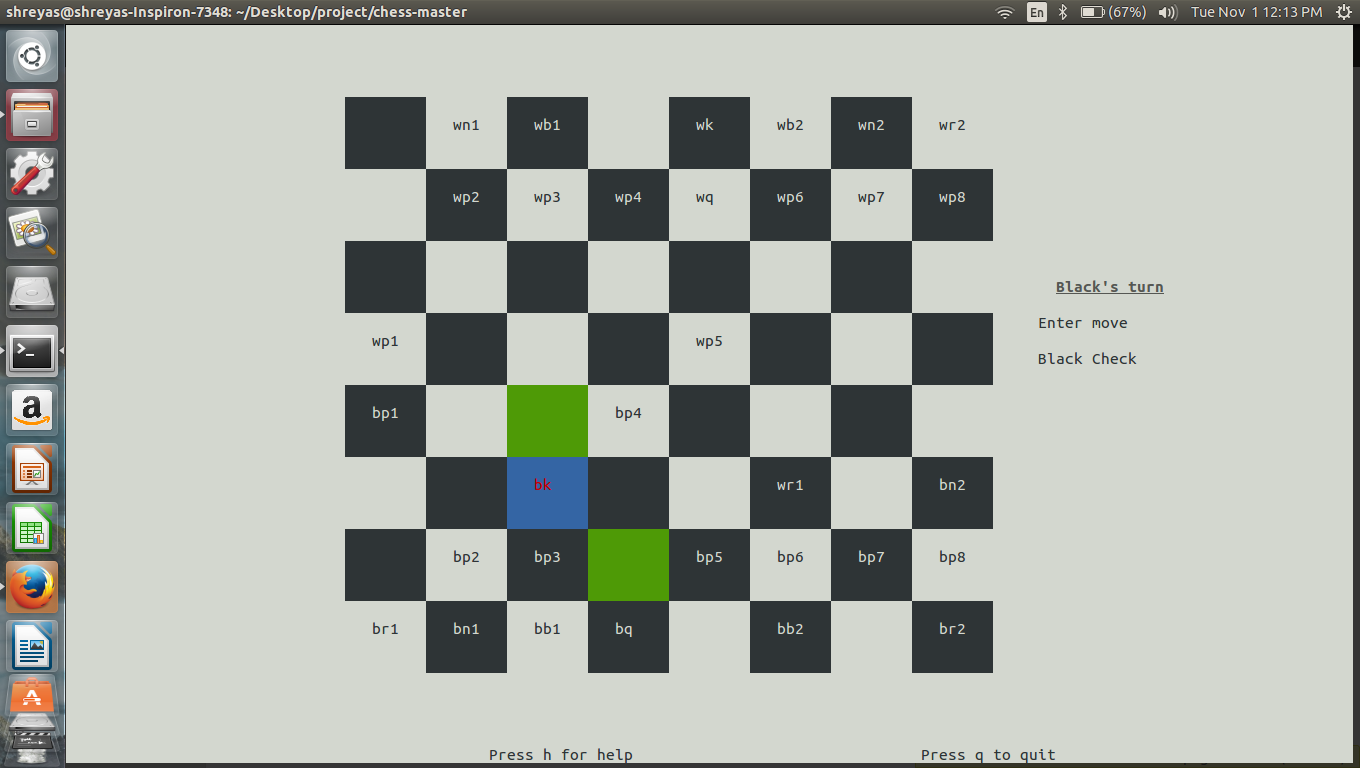 shreyas@shreyas-Inspiron-7348: ~/Desktop/project/chess-master En (67%) Tue Nov 1 12:13 PM
wn1 wb1 wk wb2 wn2 wr2
wp2 wp3 wp4 wq wp6 wp7 wp8
Black's turn
Enter move
wp1 wp5
Black Check
bp1 bp4
bk wr1 bn2
bp2 bp3 bp5 bp6 bp7 bp8
br1 bn1 bb1 bq bb2 br2
Press h for help Press q to quit